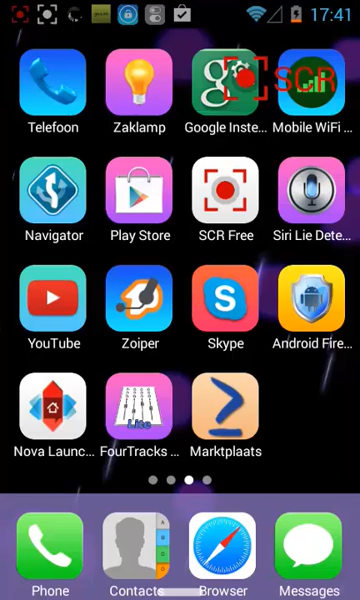 17:41
SCR
Telefoon
Zaklamp
Google Inste...
Mobile WiFi ...
Navigator
Play Store
SCR Free
Siri Lie Dete...
YouTube
Zoiper
Skype
Android Fire...
Nova Launc...
FourTracks ...
Lite
Marktplaats
A
B
C
D
Phone
Contacts
Browser
Messages